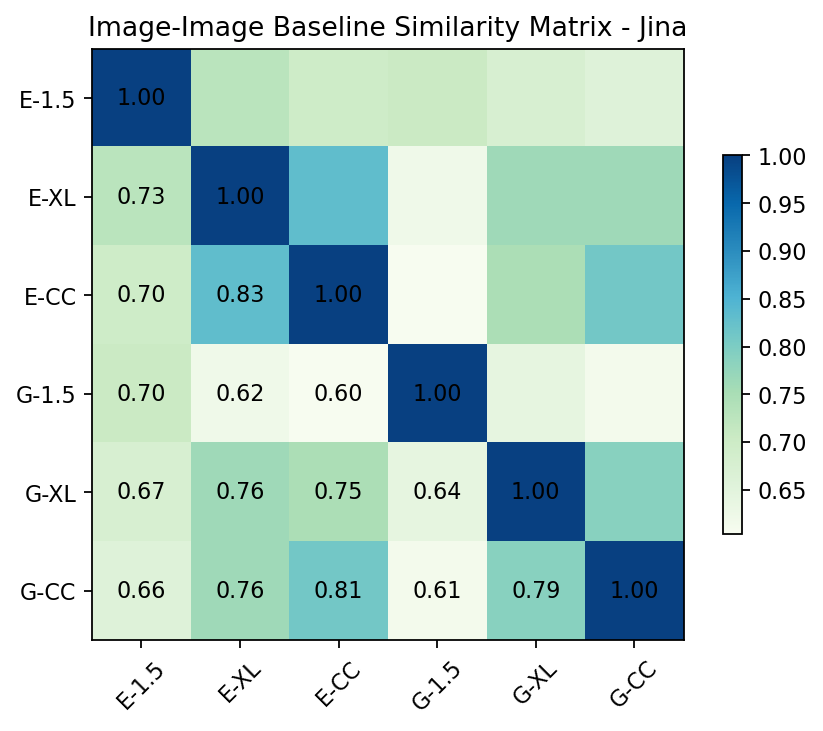 Image-Image Baseline Similarity Matrix - Jina
E-1.5 1.00
E-XL 0.73 1.00
E-CC 0.70 0.83 1.00
G-1.5 0.70 0.62 0.60 1.00
G-XL 0.67 0.76 0.75 0.64 1.00
G-CC 0.66 0.76 0.81 0.61 0.79 1.00
E-1.5 E-XL E-CC G-1.5 G-XL G-CC
1.00
0.95
0.90
0.85
0.80
0.75
0.70
0.65